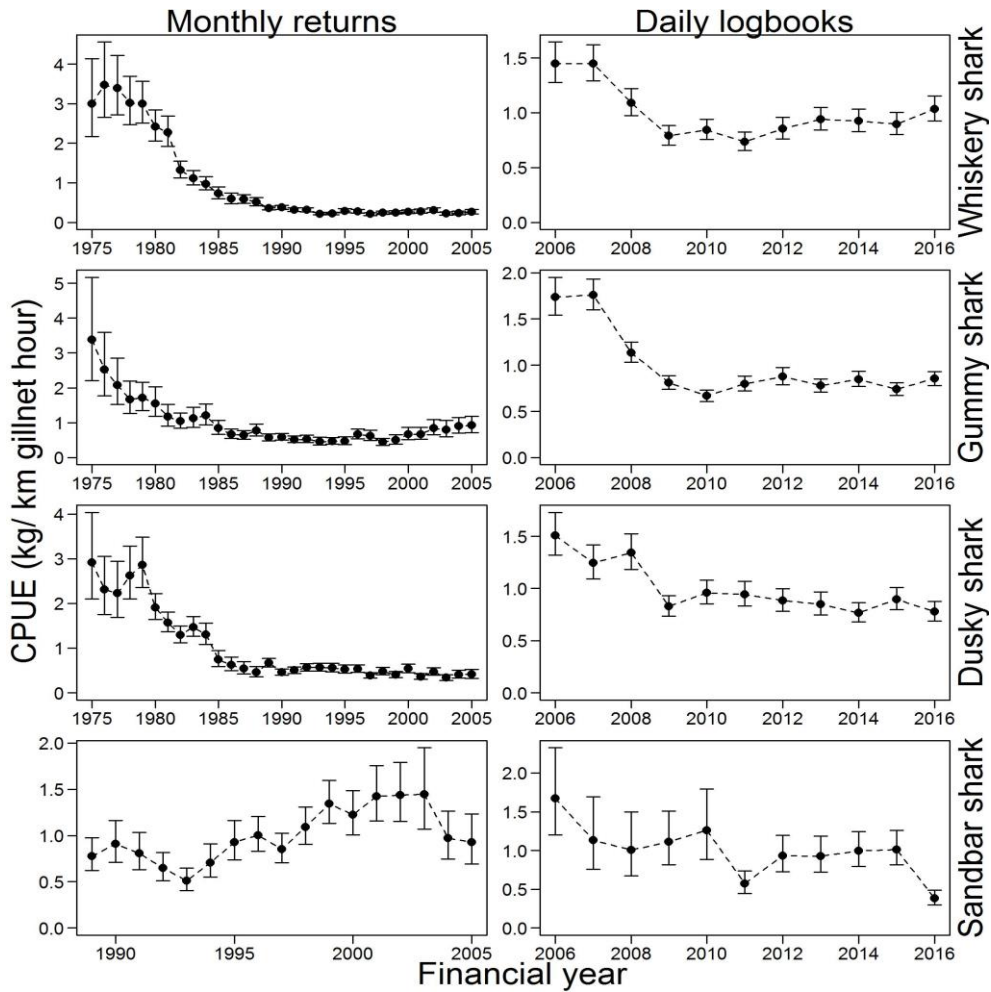 Monthly returns
Daily logbooks
4
3
2
1
0
1975 1980 1985 1990 1995 2000 2005
1.5
1.0
0.5
0.0
2006 2008 2010 2012 2014 2016
Whiskery shark
5
4
3
2
1
0
1975 1980 1985 1990 1995 2000 2005
2.0
1.5
1.0
0.5
0.0
2006 2008 2010 2012 2014 2016
Gummy shark
4
3
2
1
0
1975 1980 1985 1990 1995 2000 2005
1.5
1.0
0.5
0.0
2006 2008 2010 2012 2014 2016
Dusky shark
2.0
1.5
1.0
0.5
0.0
1990 1995 2000 2005
2.0
1.5
1.0
0.5
0.0
2006 2008 2010 2012 2014 2016
Sandbar shark
CPUE (kg/ km gillnet hour)
Financial year